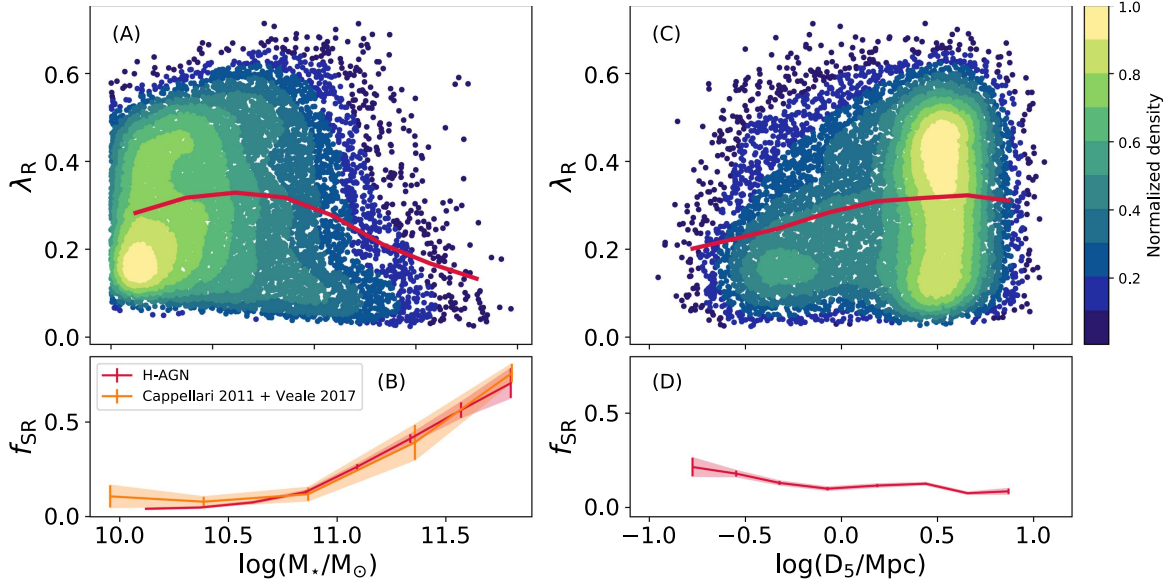 (A)
λR
0.6
0.4
0.2
0.0
(C)
λR
0.6
0.4
0.2
0.0
1.0
0.8
0.6
0.4
0.2
Normalized density
H-AGN
Cappellari 2011 + Veale 2017
(B)
fSR
0.5
0.0
10.0 10.5 11.0 11.5
log(M⋆/M⊙)
(D)
fSR
0.5
0.0
−1.0 −0.5 0.0 0.5 1.0
log(D5/Mpc)